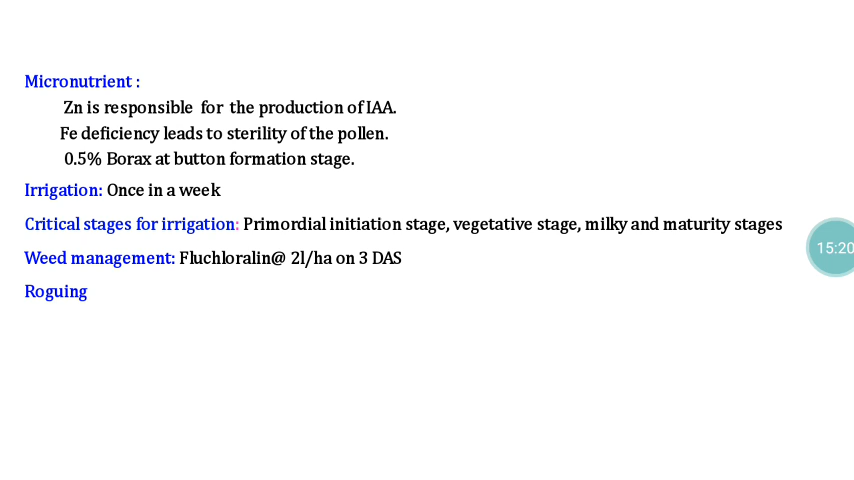 Micronutrient :
Zn is responsible for the production of IAA.
Fe deficiency leads to sterility of the pollen.
0.5% Borax at button formation stage.
Irrigation: Once in a week
Critical stages for irrigation: Primordial initiation stage, vegetative stage, milky and maturity stages
15:20
Weed management: Fluchloralin@ 2l/ha on 3 DAS
Roguing